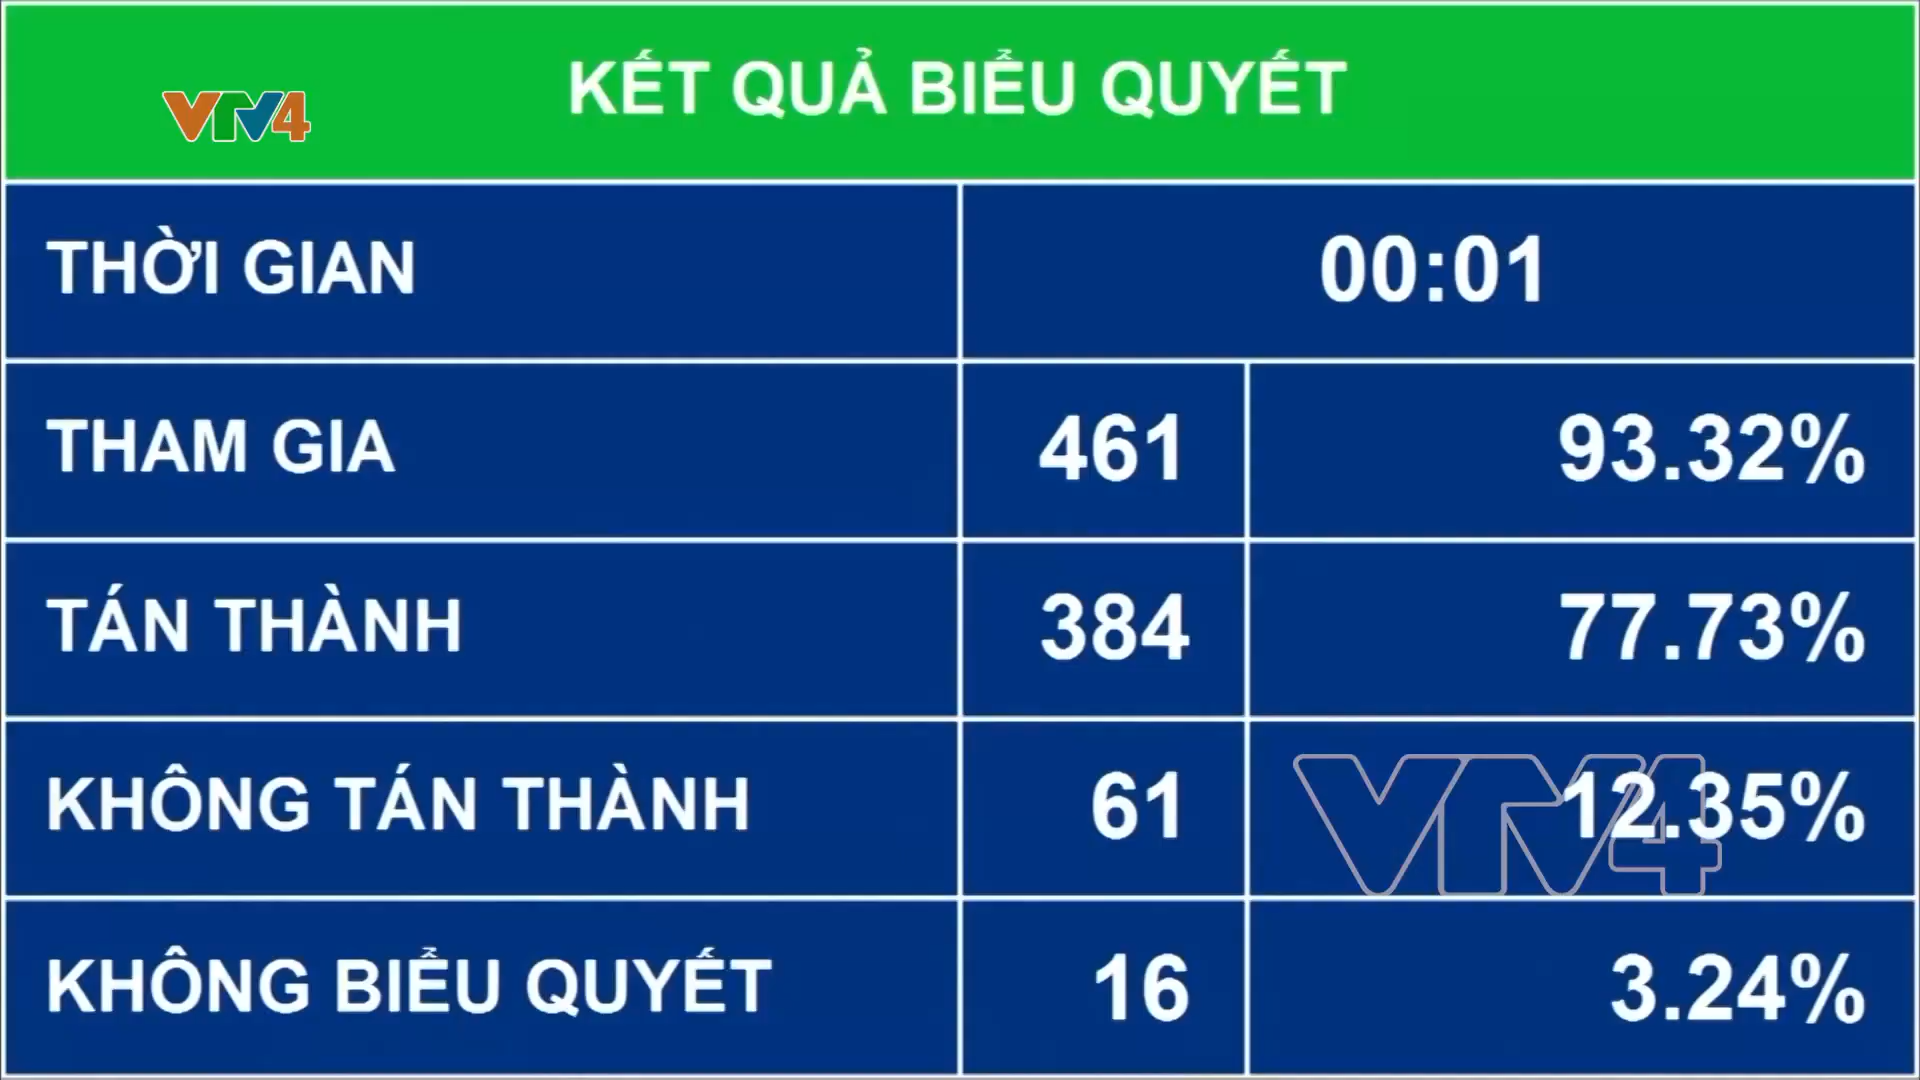 VTV4
KẾT QUẢ BIỂU QUYẾT
THỜI GIAN 00:01
THAM GIA 461 93.32%
TÁN THÀNH 384 77.73%
KHÔNG TÁN THÀNH 61 12.35%
VTV4
KHÔNG BIỂU QUYẾT 16 3.24%